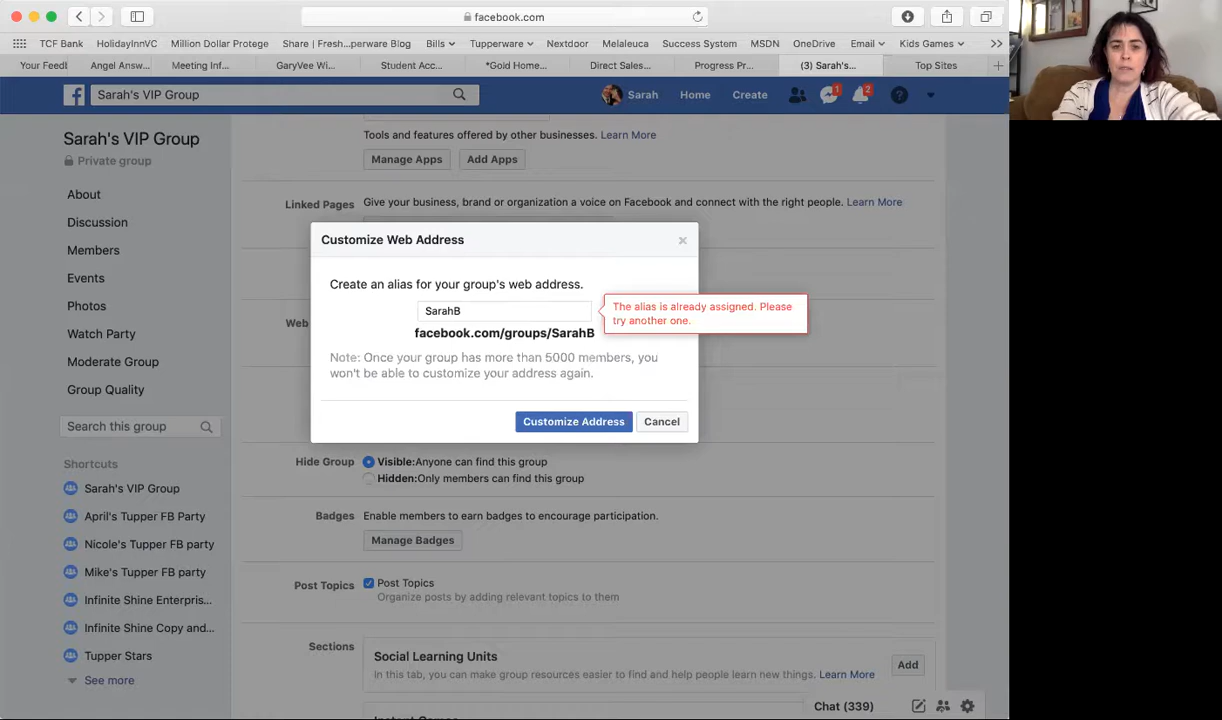 facebook.com
TCF Bank HolidayInnVC Million Dollar Protege Share | Fresh...perware Blog Bills Tupperware Nextdoor Melaleuca Success System MSDN OneDrive Email Kids Games
Your Feedl Angel Answ... Meeting Inf... GaryVee Wi... Student Acc... *Gold Home... Direct Sales... Progress Pr... (3) Sarah's... Top Sites
Sarah's VIP Group
Sarah Home Create 1 2
Sarah's VIP Group
Private group
About
Discussion
Members
Events
Photos
Watch Party
Moderate Group
Group Quality
Search this group
Shortcuts
Sarah's VIP Group
April's Tupper FB Party
Nicole's Tupper FB party
Mike's Tupper FB party
Infinite Shine Enterpris...
Infinite Shine Copy and...
Tupper Stars
See more
Tools and features offered by other businesses. Learn More
Manage Apps Add Apps
Linked Pages Give your business, brand or organization a voice on Facebook and connect with the right people. Learn More
Web
Customize Web Address
Create an alias for your group's web address.
SarahB
The alias is already assigned. Please
try another one.
facebook.com/groups/SarahB
Note: Once your group has more than 5000 members, you
won't be able to customize your address again.
Customize Address Cancel
Hide Group Visible:Anyone can find this group
Hidden:Only members can find this group
Badges Enable members to earn badges to encourage participation.
Manage Badges
Post Topics Post Topics
Organize posts by adding relevant topics to them
Sections Social Learning Units
In this tab, you can make group resources easier to find and help people learn new things. Learn More
Add
Instant Games
Chat (339)